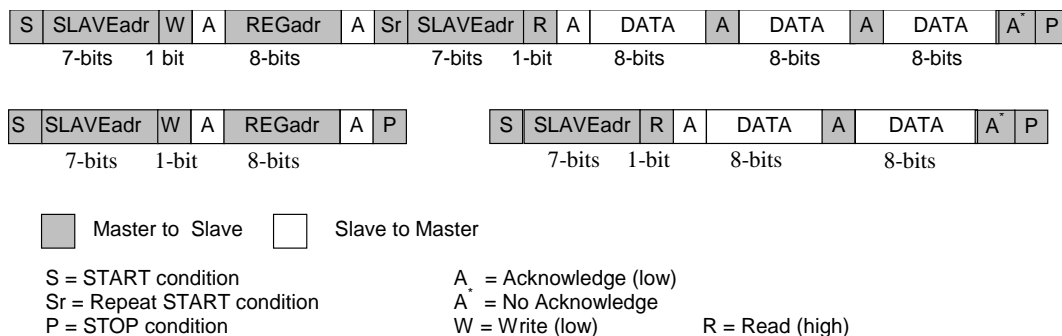 S SLAVEadr W A REGadr A Sr SLAVEadr R A DATA A DATA A DATA A* P
7-bits 1 bit 8-bits 7-bits 1-bit 8-bits 8-bits 8-bits
S SLAVEadr W A REGadr A P S SLAVEadr R A DATA A DATA A* P
7-bits 1-bit 8-bits 7-bits 1-bit 8-bits 8-bits
Master to Slave Slave to Master
S = START condition A = Acknowledge (low)
Sr = Repeat START condition A* = No Acknowledge
P = STOP condition W = Write (low) R = Read (high)